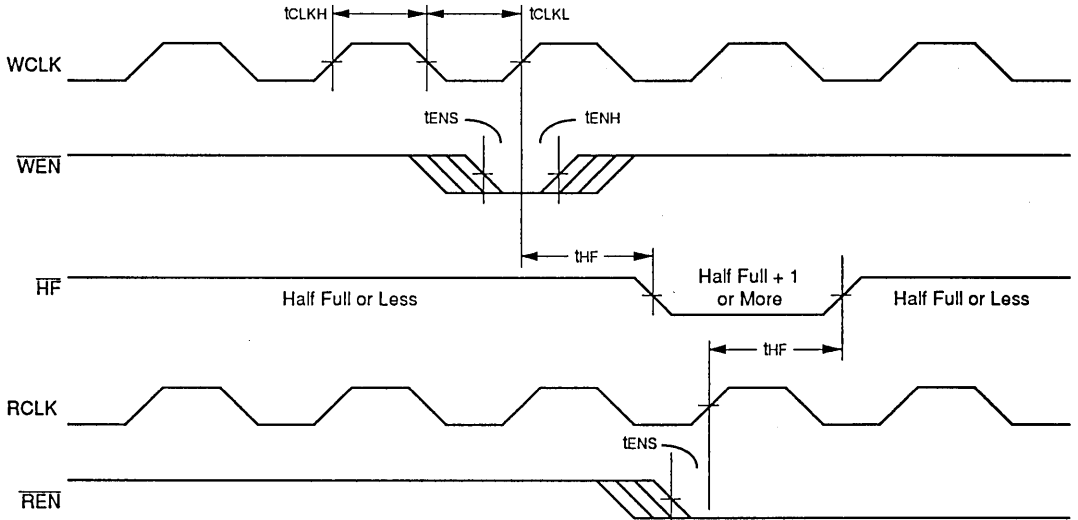 tCLKH
tCLKL
WCLK
tENS
tENH
WEN
tHF
HF
Half Full or Less
Half Full + 1
or More
Half Full or Less
tHF
RCLK
tENS
REN